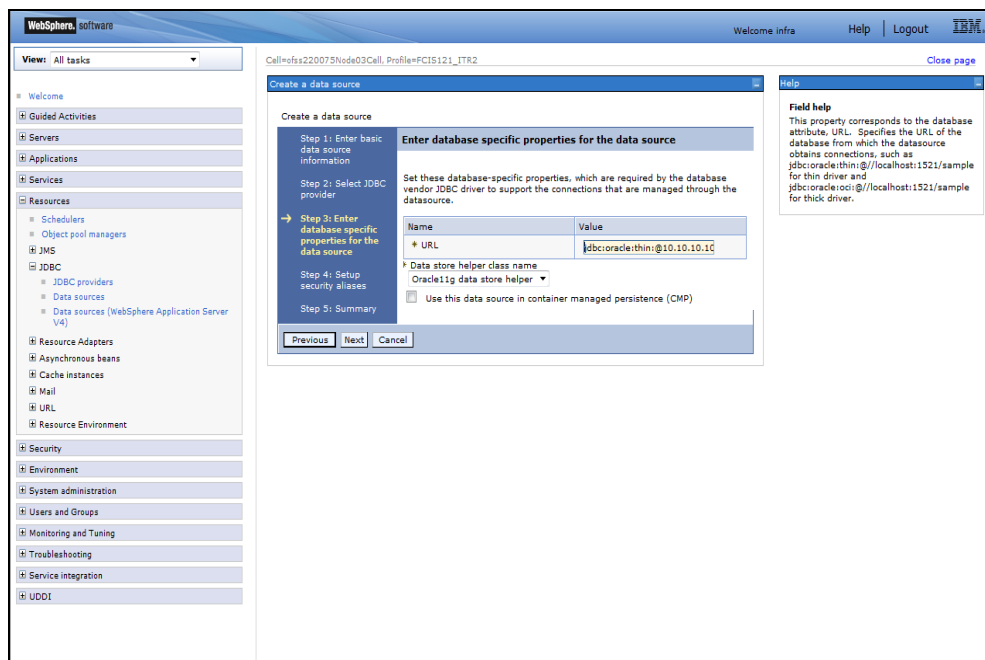 WebSphere. software
Welcome infra
Help
Logout
IBM.
View: All tasks
Cell=ofss220075Node03Cell, Profile=FCIS121_ITR2
Close page
Welcome
Guided Activities
Servers
Applications
Services
Resources
Schedulers
Object pool managers
JMS
JDBC
JDBC providers
Data sources
Data sources (WebSphere Application Server
V4)
Resource Adapters
Asynchronous beans
Cache instances
Mail
URL
Resource Environment
Security
Environment
System administration
Users and Groups
Monitoring and Tuning
Troubleshooting
Service integration
UDDI
Create a data source
Create a data source
Step 1: Enter basic
data source
information
Step 2: Select JDBC
provider
Step 3: Enter
database specific
properties for the
data source
Step 4: Setup
security aliases
Step 5: Summary
Enter database specific properties for the data source
Set these database-specific properties, which are required by the database
vendor JDBC driver to support the connections that are managed through the
datasource.
Name
Value
* URL
jdbc:oracle:thin:@10.10.10.10
Data store helper class name
Oracle11g data store helper
Use this data source in container managed persistence (CMP)
Previous
Next
Cancel
Help
Field help
This property corresponds to the database
attribute, URL. Specifies the URL of the
database from which the datasource
obtains connections, such as
jdbc:oracle:thin:@//localhost:1521/sample
for thin driver and
jdbc:oracle:oci:@//localhost:1521/sample
for thick driver.